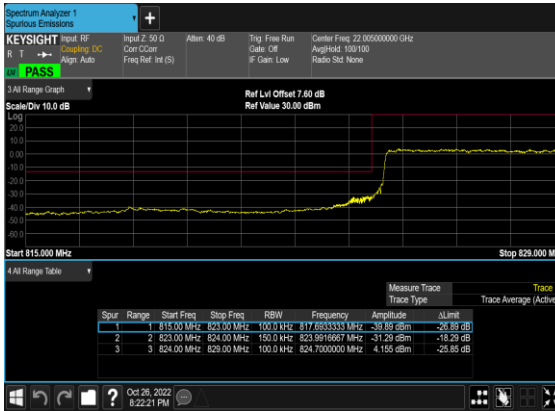 Spectrum Analyzer 1
Spurious Emissions
+
KEYSIGHT
R T
LXI PASS
Input: RF
Coupling: DC
Align: Auto
Input Z: 50 Ω
Corr CCorr
Freq Ref: Int (S)
Atten: 40 dB
Trig: Free Run
Gate: Off
IF Gain: Low
Center Freq: 22.005000000 GHz
Avg|Hold: 100/100
Radio Std: None
3 All Range Graph
Scale/Div 10.0 dB
Ref Lvl Offset 7.60 dB
Ref Value 30.00 dBm
Log
20.0
10.0
0.00
-10.0
-20.0
-30.0
-40.0
-50.0
-60.0
Start 815.000 MHz
Stop 829.000 M
4 All Range Table
Measure Trace Trace
Trace Type Trace Average (Active
Spur Range Start Freq Stop Freq RBW Frequency Amplitude ΔLimit
1 1 815.00 MHz 823.00 MHz 100.0 kHz 817.6933333 MHz -39.89 dBm -26.89 dB
2 2 823.00 MHz 824.00 MHz 150.0 kHz 823.9916667 MHz -31.29 dBm -18.29 dB
3 3 824.00 MHz 829.00 MHz 100.0 kHz 824.7000000 MHz 4.155 dBm -25.85 dB
?
Oct 26, 2022
8:22:21 PM